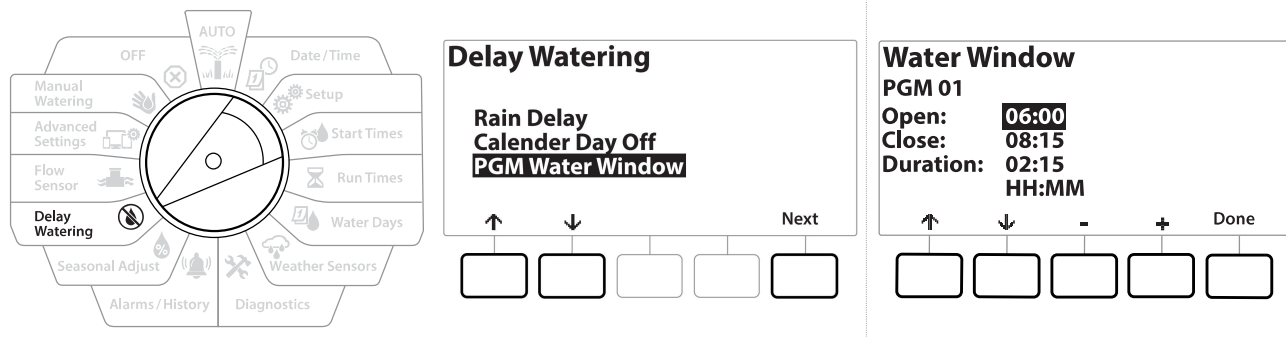 AUTO
OFF
Date/Time
Manual
Watering
Setup
Advanced
Settings
Start Times
Flow
Sensor
Run Times
Delay
Watering
Water Days
Seasonal Adjust
Weather Sensors
Alarms/History
Diagnostics
Delay Watering
Rain Delay
Calender Day Off
PGM Water Window
Next
Water Window
PGM 01
Open: 06:00
Close: 08:15
Duration: 02:15
HH:MM
- + Done